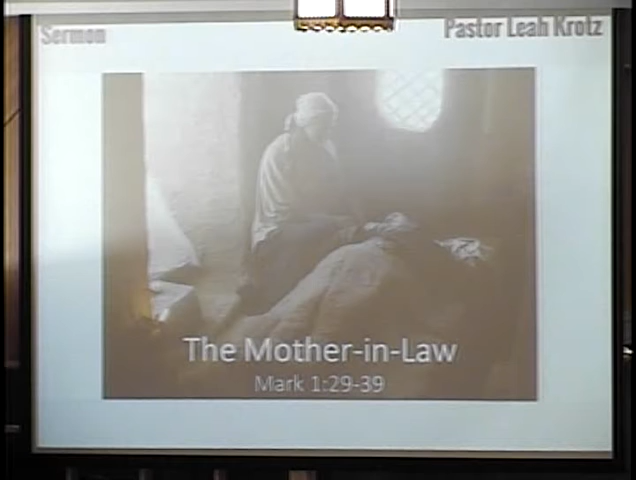 Sermon
Pastor Leah Krotz
The Mother-in-Law
Mark 1:29-39